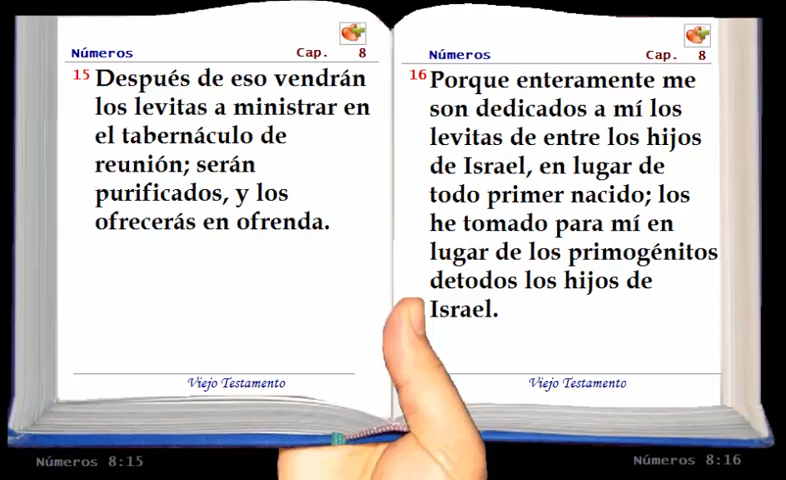 Números Cap. 8
15 Después de eso vendrán
los levitas a ministrar en
el tabernáculo de
reunión; serán
purificados, y los
ofrecerás en ofrenda.
Viejo Testamento
Números 8:15
Números Cap. 8
16 Porque enteramente me
son dedicados a mí los
levitas de entre los hijos
de Israel, en lugar de
todo primer nacido; los
he tomado para mí en
lugar de los primogénitos
detodos los hijos de
Israel.
Viejo Testamento
Números 8:16